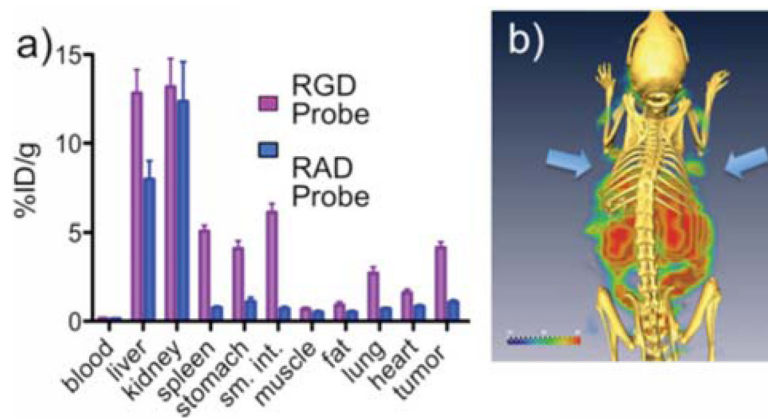 a)
%ID/g
15
10
5
0
RGD
Probe
RAD
Probe
blood
liver
kidney
spleen
stomach
sm. int.
muscle
fat
lung
heart
tumor
b)